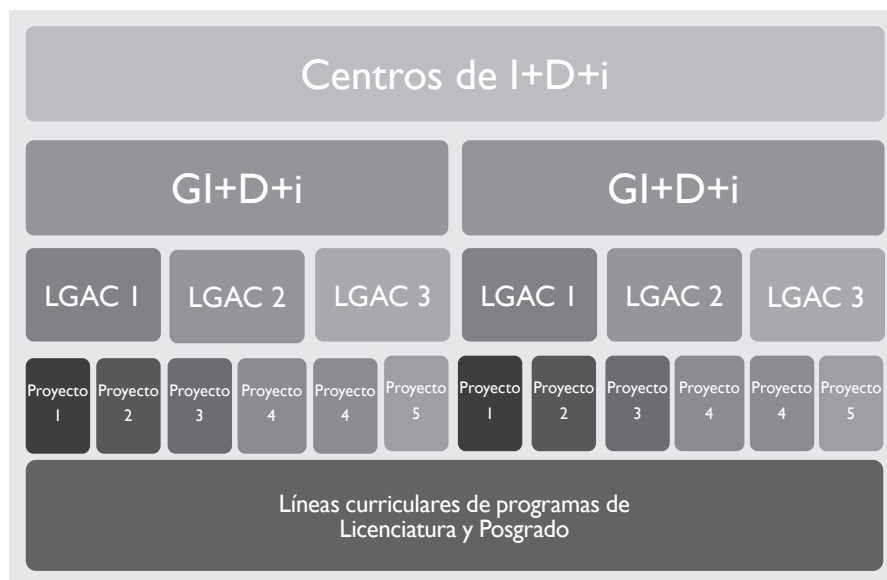 Centros de I+D+i
GI+D+i GI+D+i
LGAC 1 LGAC 2 LGAC 3 LGAC 1 LGAC 2 LGAC 3
Proyecto 1 Proyecto 2 Proyecto 3 Proyecto 4 Proyecto 4 Proyecto 5 Proyecto 1 Proyecto 2 Proyecto 3 Proyecto 4 Proyecto 4 Proyecto 5
Líneas curriculares de programas de
Licenciatura y Posgrado